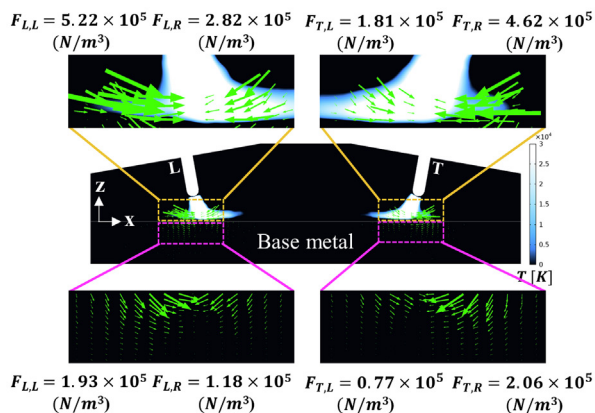 F_{L,L} = 5.22 × 10^5 F_{L,R} = 2.82 × 10^5 F_{T,L} = 1.81 × 10^5 F_{T,R} = 4.62 × 10^5
(N/m^3) (N/m^3) (N/m^3) (N/m^3)
L T
×10^4
3
2.5
2
1.5
1
0.5
0
Z
X
Base metal
T [K]
F_{L,L} = 1.93 × 10^5 F_{L,R} = 1.18 × 10^5 F_{T,L} = 0.77 × 10^5 F_{T,R} = 2.06 × 10^5
(N/m^3) (N/m^3) (N/m^3) (N/m^3)